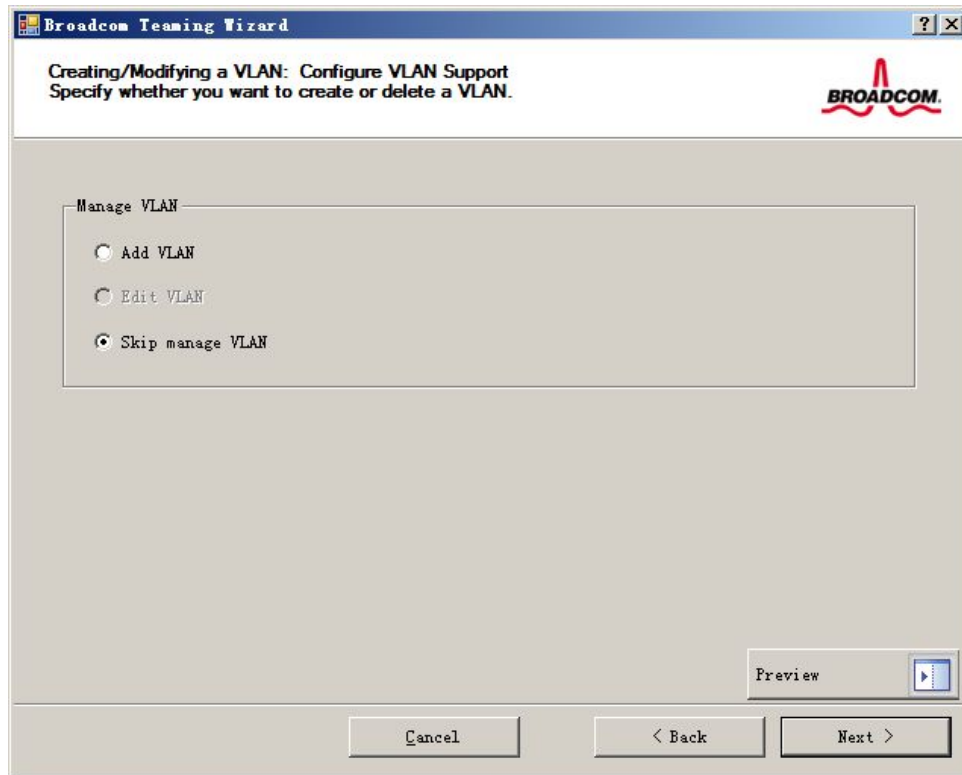 Broadcom Teaming Wizard
Creating/Modifying a VLAN: Configure VLAN Support
Specify whether you want to create or delete a VLAN.
BROADCOM.
Manage VLAN
Add VLAN
Edit VLAN
Skip manage VLAN
Preview
Cancel
< Back
Next >